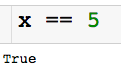 x == 5
True